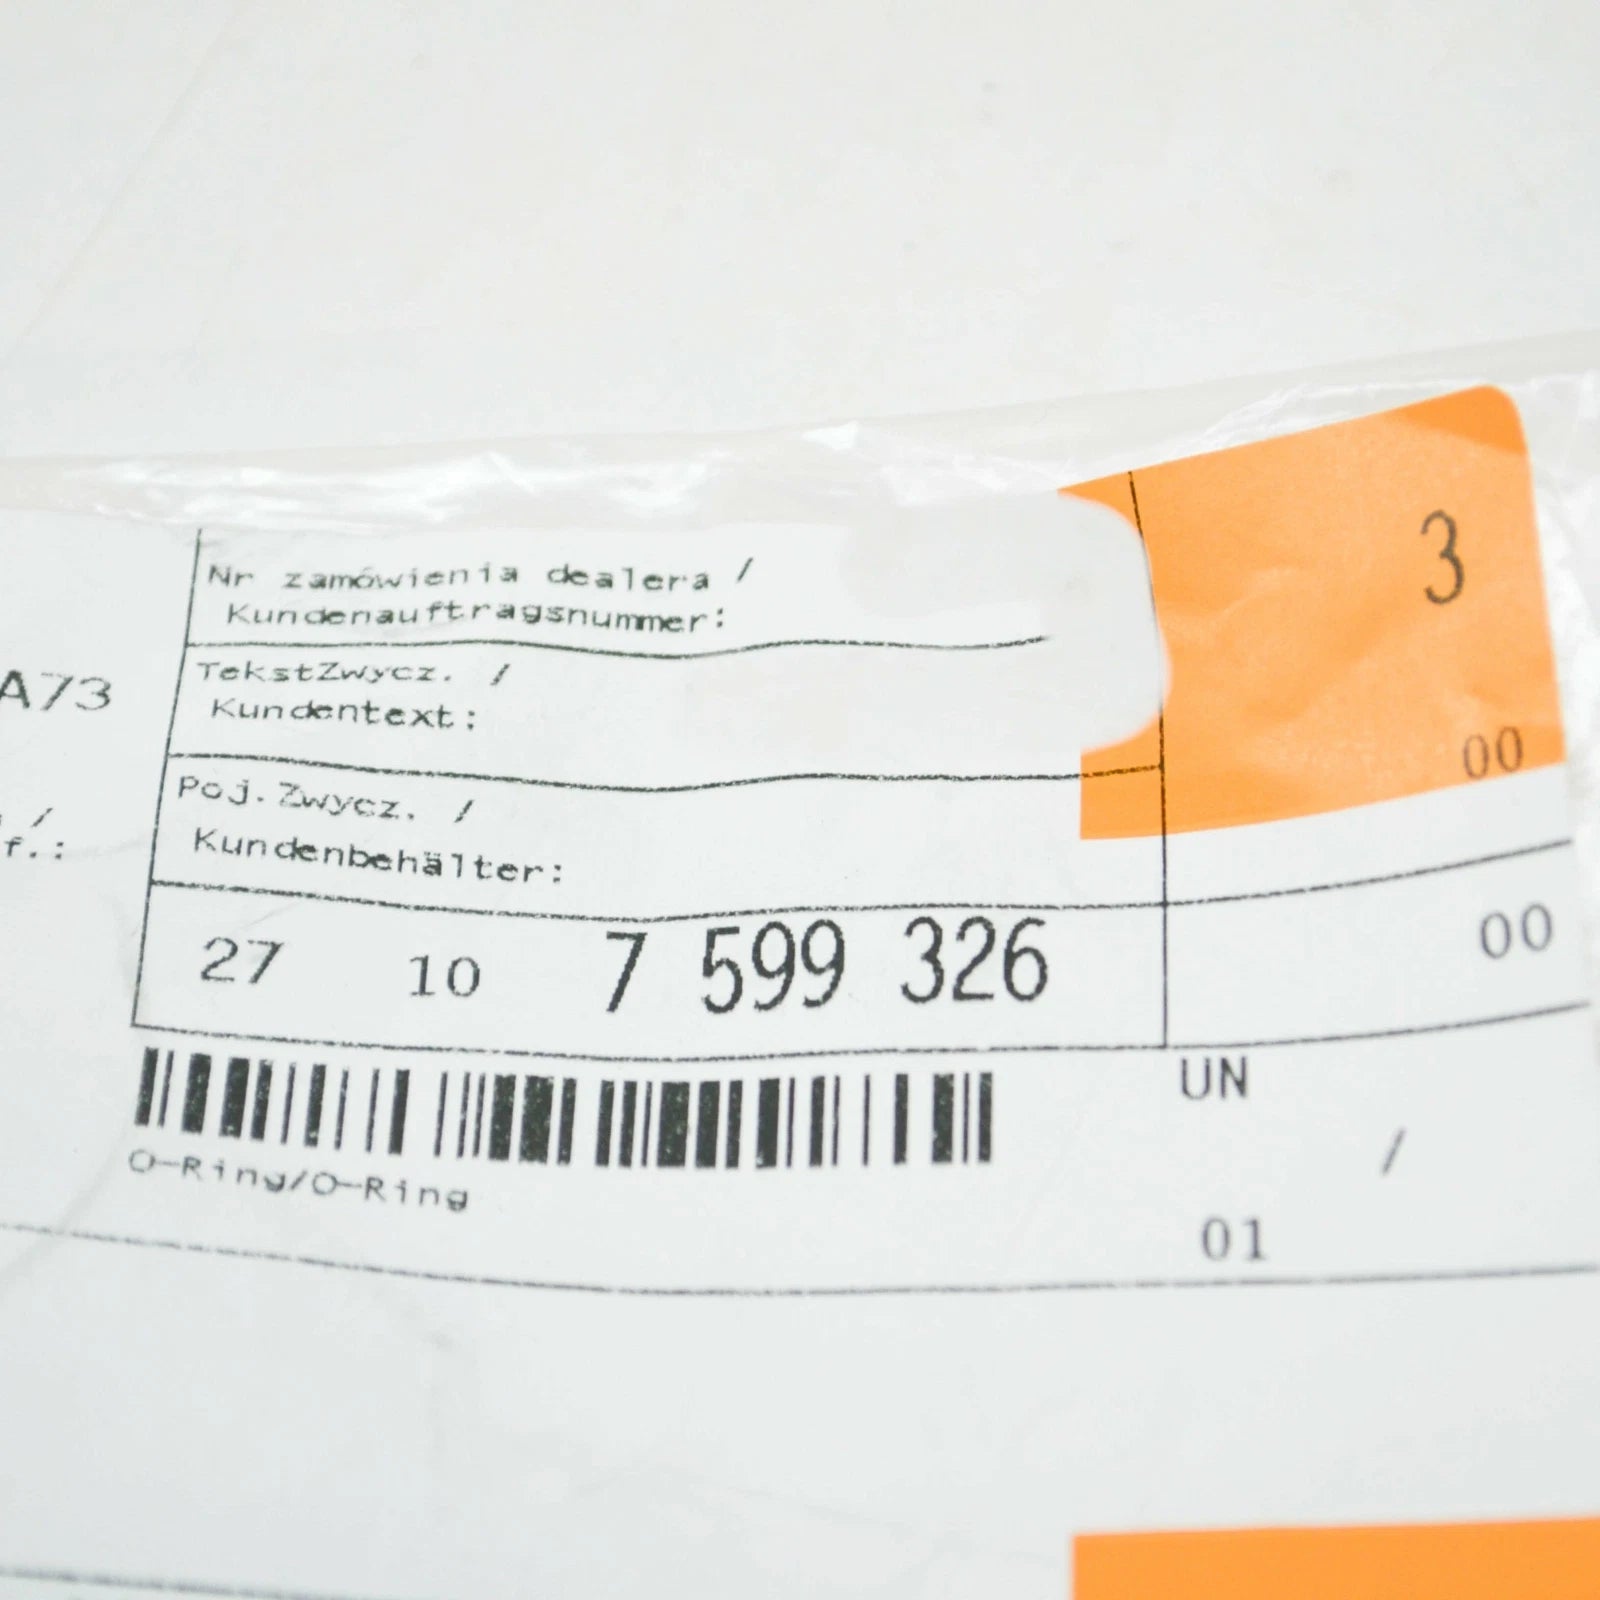 3
Nr zamówienia dealera /
Kundenauftragsnummer:
A73
TekstZwycz. /
Kundentext:
00
Poj.Zwycz. /
Kundenbehälter:
/
f.:
27 10 7 599 326 00
UN
/
O-Ring/O-Ring
01